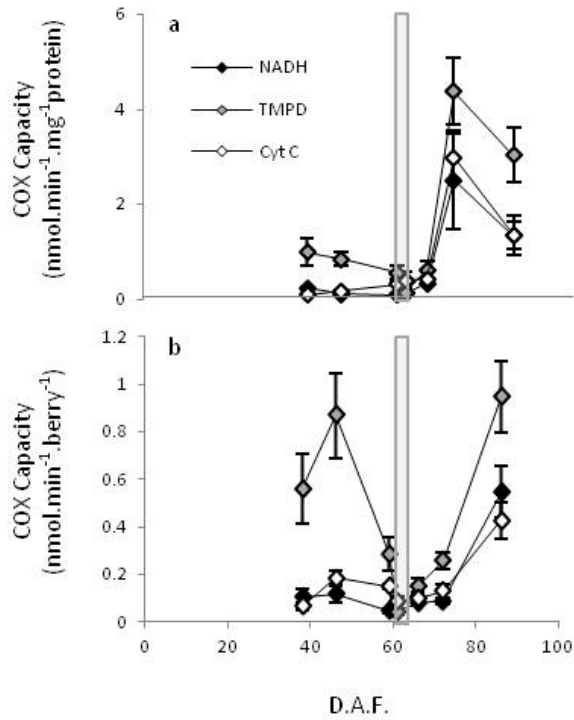 a
NADH
TMPD
Cyt C
COX Capacity
(nmol.min⁻¹.mg⁻¹protein)
6
4
2
0
b
COX Capacity
(nmol.min⁻¹.berry⁻¹)
1.2
1
0.8
0.6
0.4
0.2
0
0 20 40 60 80 100
D.A.F.